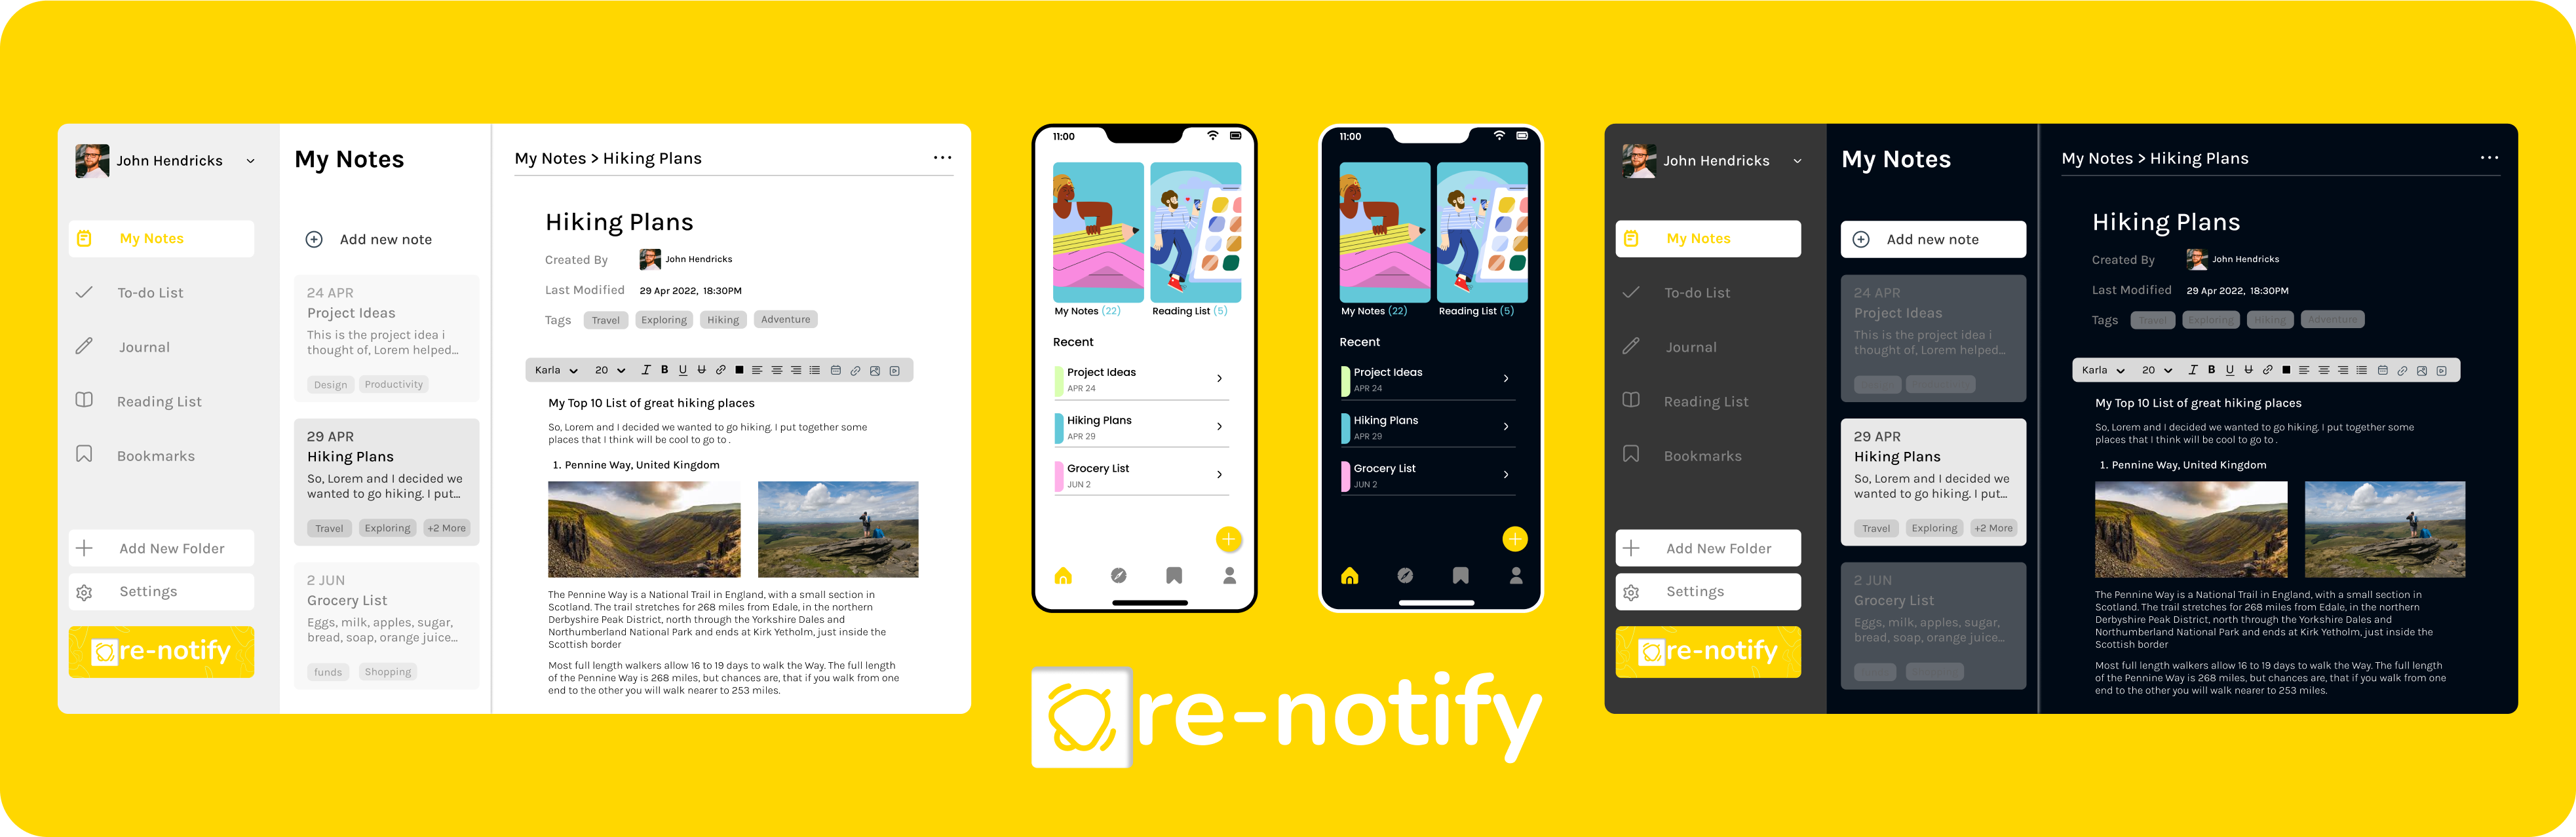 John Hendricks
My Notes
To-do List
Journal
Reading List
Bookmarks
Add New Folder
Settings
re-notify
My Notes
Add new note
24 APR
Project Ideas
This is the project idea i
thought of, Lorem helped...
Design Productivity
29 APR
Hiking Plans
So, Lorem and I decided we
wanted to go hiking. I put...
Travel Exploring +2 More
2 JUN
Grocery List
Eggs, milk, apples, sugar,
bread, soap, orange juice...
funds Shopping
My Notes > Hiking Plans
Hiking Plans
Created By John Hendricks
Last Modified 29 Apr 2022, 18:30PM
Tags Travel Exploring Hiking Adventure
Karla 20 I B U U
My Top 10 List of great hiking places
So, Lorem and I decided we wanted to go hiking. I put together some
places that I think will be cool to go to .
1. Pennine Way, United Kingdom
The Pennine Way is a National Trail in England, with a small section in
Scotland. The trail stretches for 268 miles from Edale, in the northern
Derbyshire Peak District, north through the Yorkshire Dales and
Northumberland National Park and ends at Kirk Yetholm, just inside the
Scottish border
Most full length walkers allow 16 to 19 days to walk the Way. The full length
of the Pennine Way is 268 miles, but chances are, that if you walk from one
end to the other you will walk nearer to 253 miles.
11:00
My Notes (22) Reading List (5)
Recent
Project Ideas
APR 24
Hiking Plans
APR 29
Grocery List
JUN 2
11:00
My Notes (22) Reading List (5)
Recent
Project Ideas
APR 24
Hiking Plans
APR 29
Grocery List
JUN 2
re-notify
John Hendricks
My Notes
To-do List
Journal
Reading List
Bookmarks
Add New Folder
Settings
re-notify
My Notes
Add new note
24 APR
Project Ideas
This is the project idea i
thought of, Lorem helped...
29 APR
Hiking Plans
So, Lorem and I decided we
wanted to go hiking. I put...
Travel Exploring +2 More
2 JUN
Grocery List
Eggs, milk, apples, sugar,
bread, soap, orange juice...
My Notes > Hiking Plans
Hiking Plans
Created By John Hendricks
Last Modified 29 Apr 2022, 18:30PM
Tags Travel Exploring Hiking Adventure
Karla 20 I B U U
My Top 10 List of great hiking places
So, Lorem and I decided we wanted to go hiking. I put together some
places that I think will be cool to go to .
1. Pennine Way, United Kingdom
The Pennine Way is a National Trail in England, with a small section in
Scotland. The trail stretches for 268 miles from Edale, in the northern
Derbyshire Peak District, north through the Yorkshire Dales and
Northumberland National Park and ends at Kirk Yetholm, just inside the
Scottish border
Most full length walkers allow 16 to 19 days to walk the Way. The full length
of the Pennine Way is 268 miles, but chances are, that if you walk from one
end to the other you will walk nearer to 253 miles.